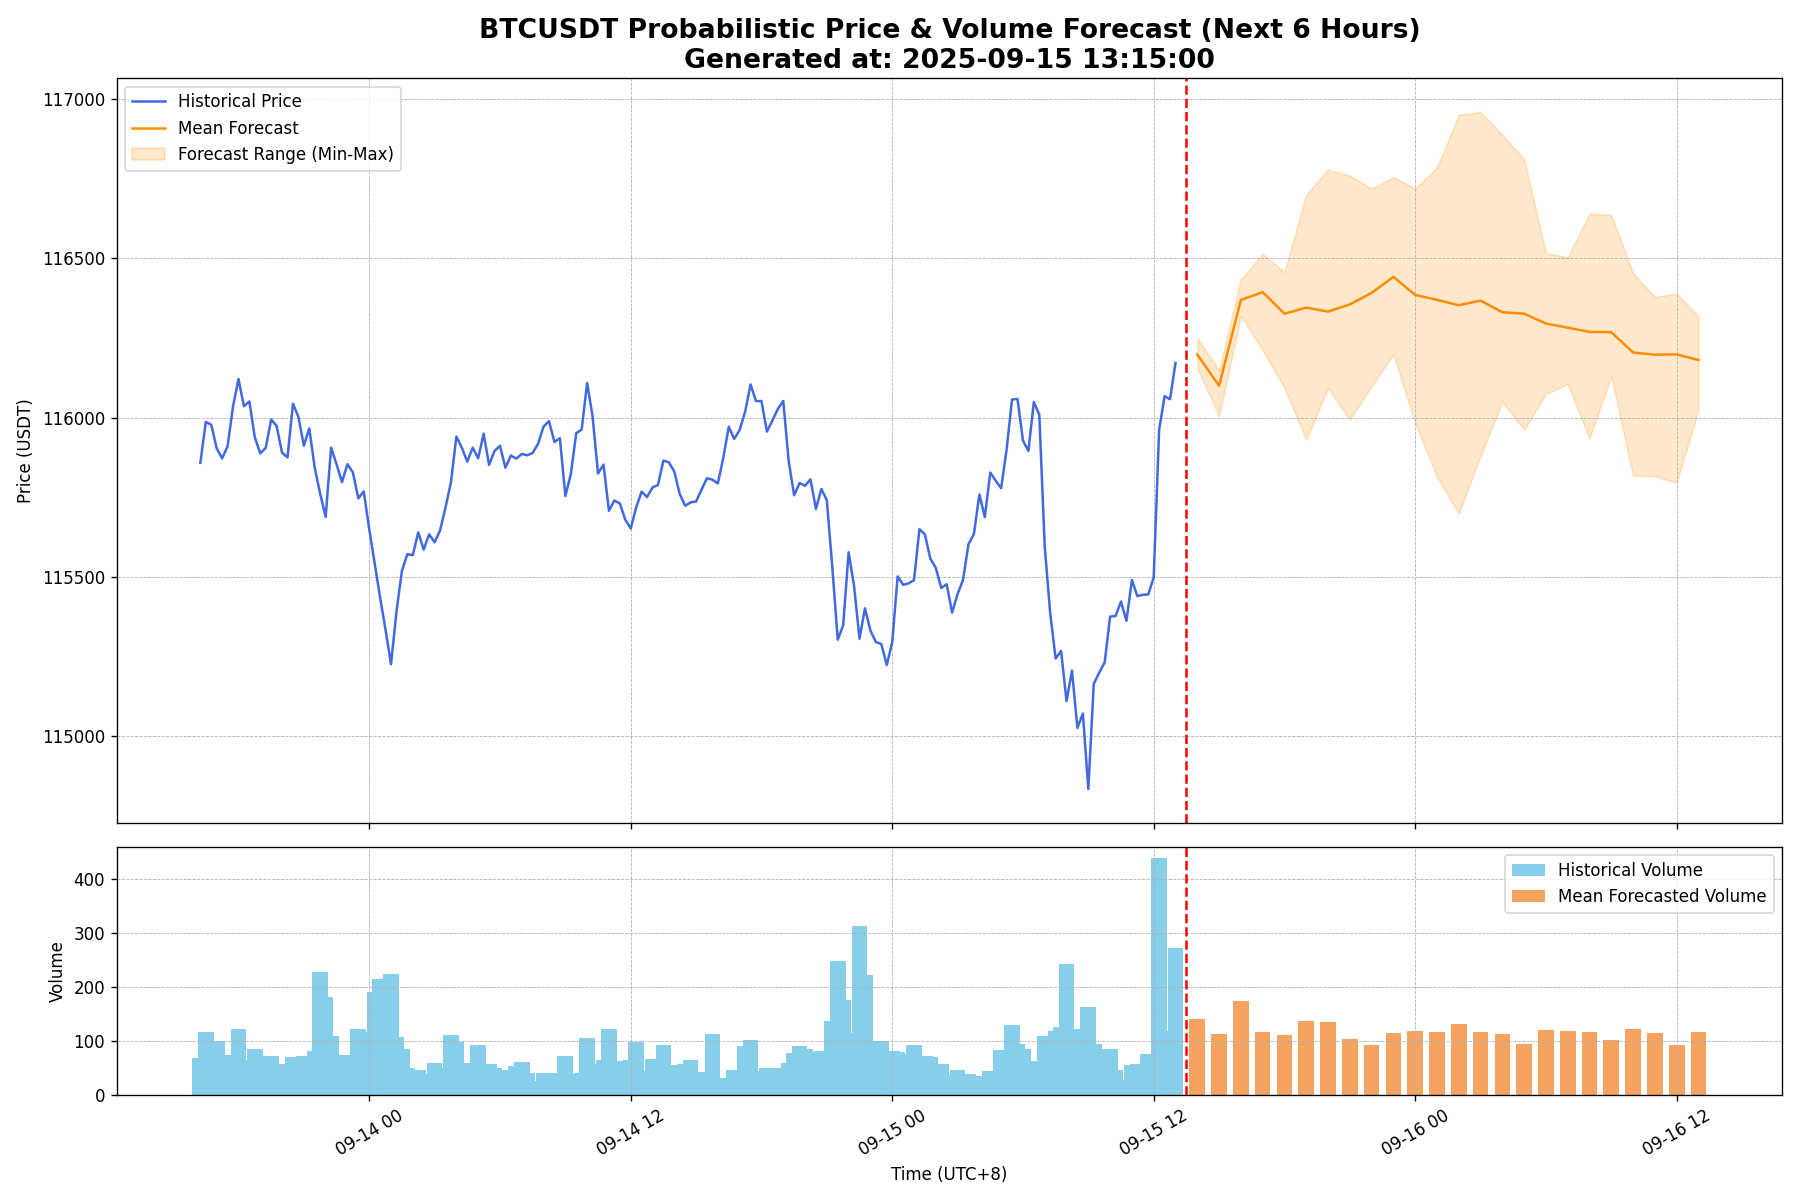 BTCUSDT Probabilistic Price & Volume Forecast (Next 6 Hours)
Generated at: 2025-09-15 13:15:00
Historical Price
Mean Forecast
Forecast Range (Min-Max)
117000
116500
116000
115500
115000
Price (USDT)
Historical Volume
Mean Forecasted Volume
400
300
200
100
0
Volume
09-14 00
09-14 12
09-15 00
09-15 12
09-16 00
09-16 12
Time (UTC+8)